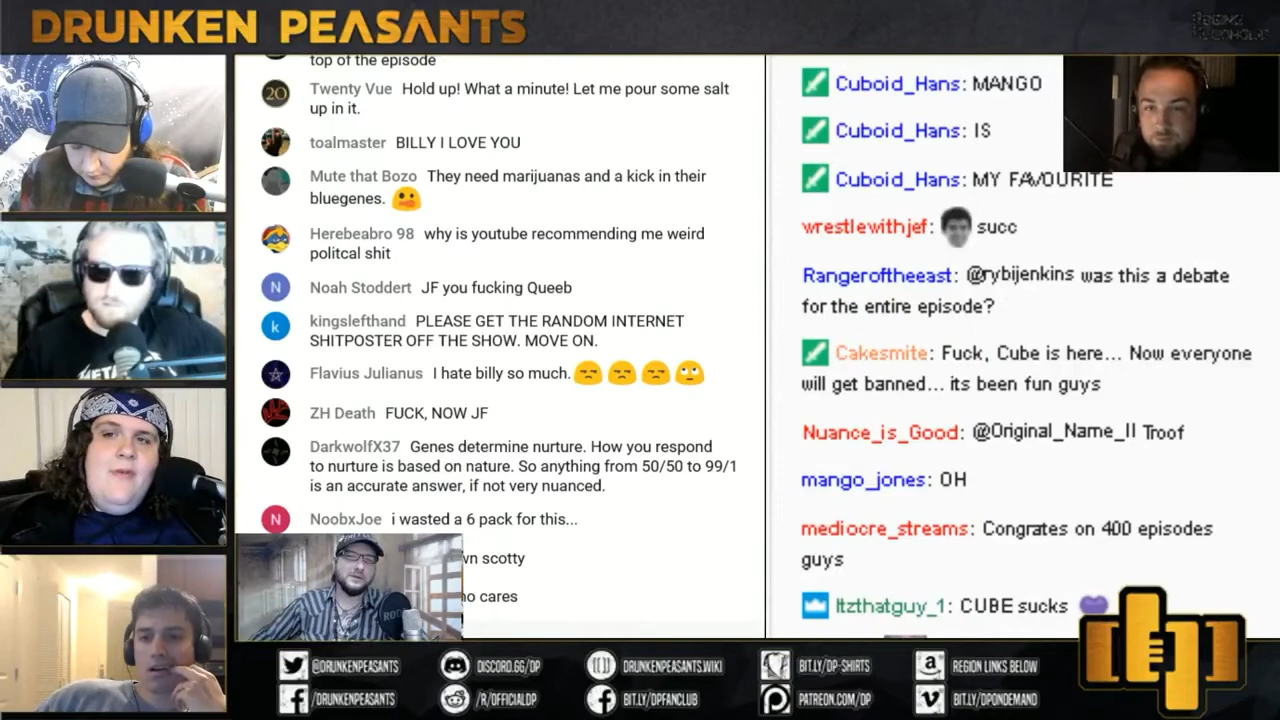 DRUNKEN PEASANTS
top of the episode
20
Twenty Vue Hold up! What a minute! Let me pour some salt
up in it.
toalmaster BILLY I LOVE YOU
Mute that Bozo They need marijuanas and a kick in their
bluegenes.
Herebeabro 98 why is youtube recommending me weird
politcal shit
N Noah Stoddert JF you fucking Queeb
k kingslefthand PLEASE GET THE RANDOM INTERNET
SHITPOSTER OFF THE SHOW. MOVE ON.
Flavius Julianus I hate billy so much.
ZH Death FUCK, NOW JF
DarkwolfX37 Genes determine nurture. How you respond
to nurture is based on nature. So anything from 50/50 to 99/1
is an accurate answer, if not very nuanced.
N NoobxJoe i wasted a 6 pack for this...
wn scotty
no cares
Cuboid_Hans: MANGO
Cuboid_Hans: IS
Cuboid_Hans: MY FAVOURITE
wrestlewithjef: succ
Rangeroftheeast: @rybijenkins was this a debate
for the entire episode?
Cakesmite: Fuck, Cube is here... Now everyone
will get banned... its been fun guys
Nuance_is_Good: @Original_Name_II Troof
mango_jones: OH
mediocre_streams: Congrats on 400 episodes
guys
Itzthatguy_1: CUBE sucks
@DRUNKENPEASANTS
DISCORD.GG/DP
DRUNKENPEASANTS.WIKI
BIT.LY/DP-SHIRTS
REGION LINKS BELOW
/DRUNKENPEASANTS
/R/OFFICIALDP
BIT.LY/DPFANCLUB
PATREON.COM/DP
BIT.LY/DPONDEMAND